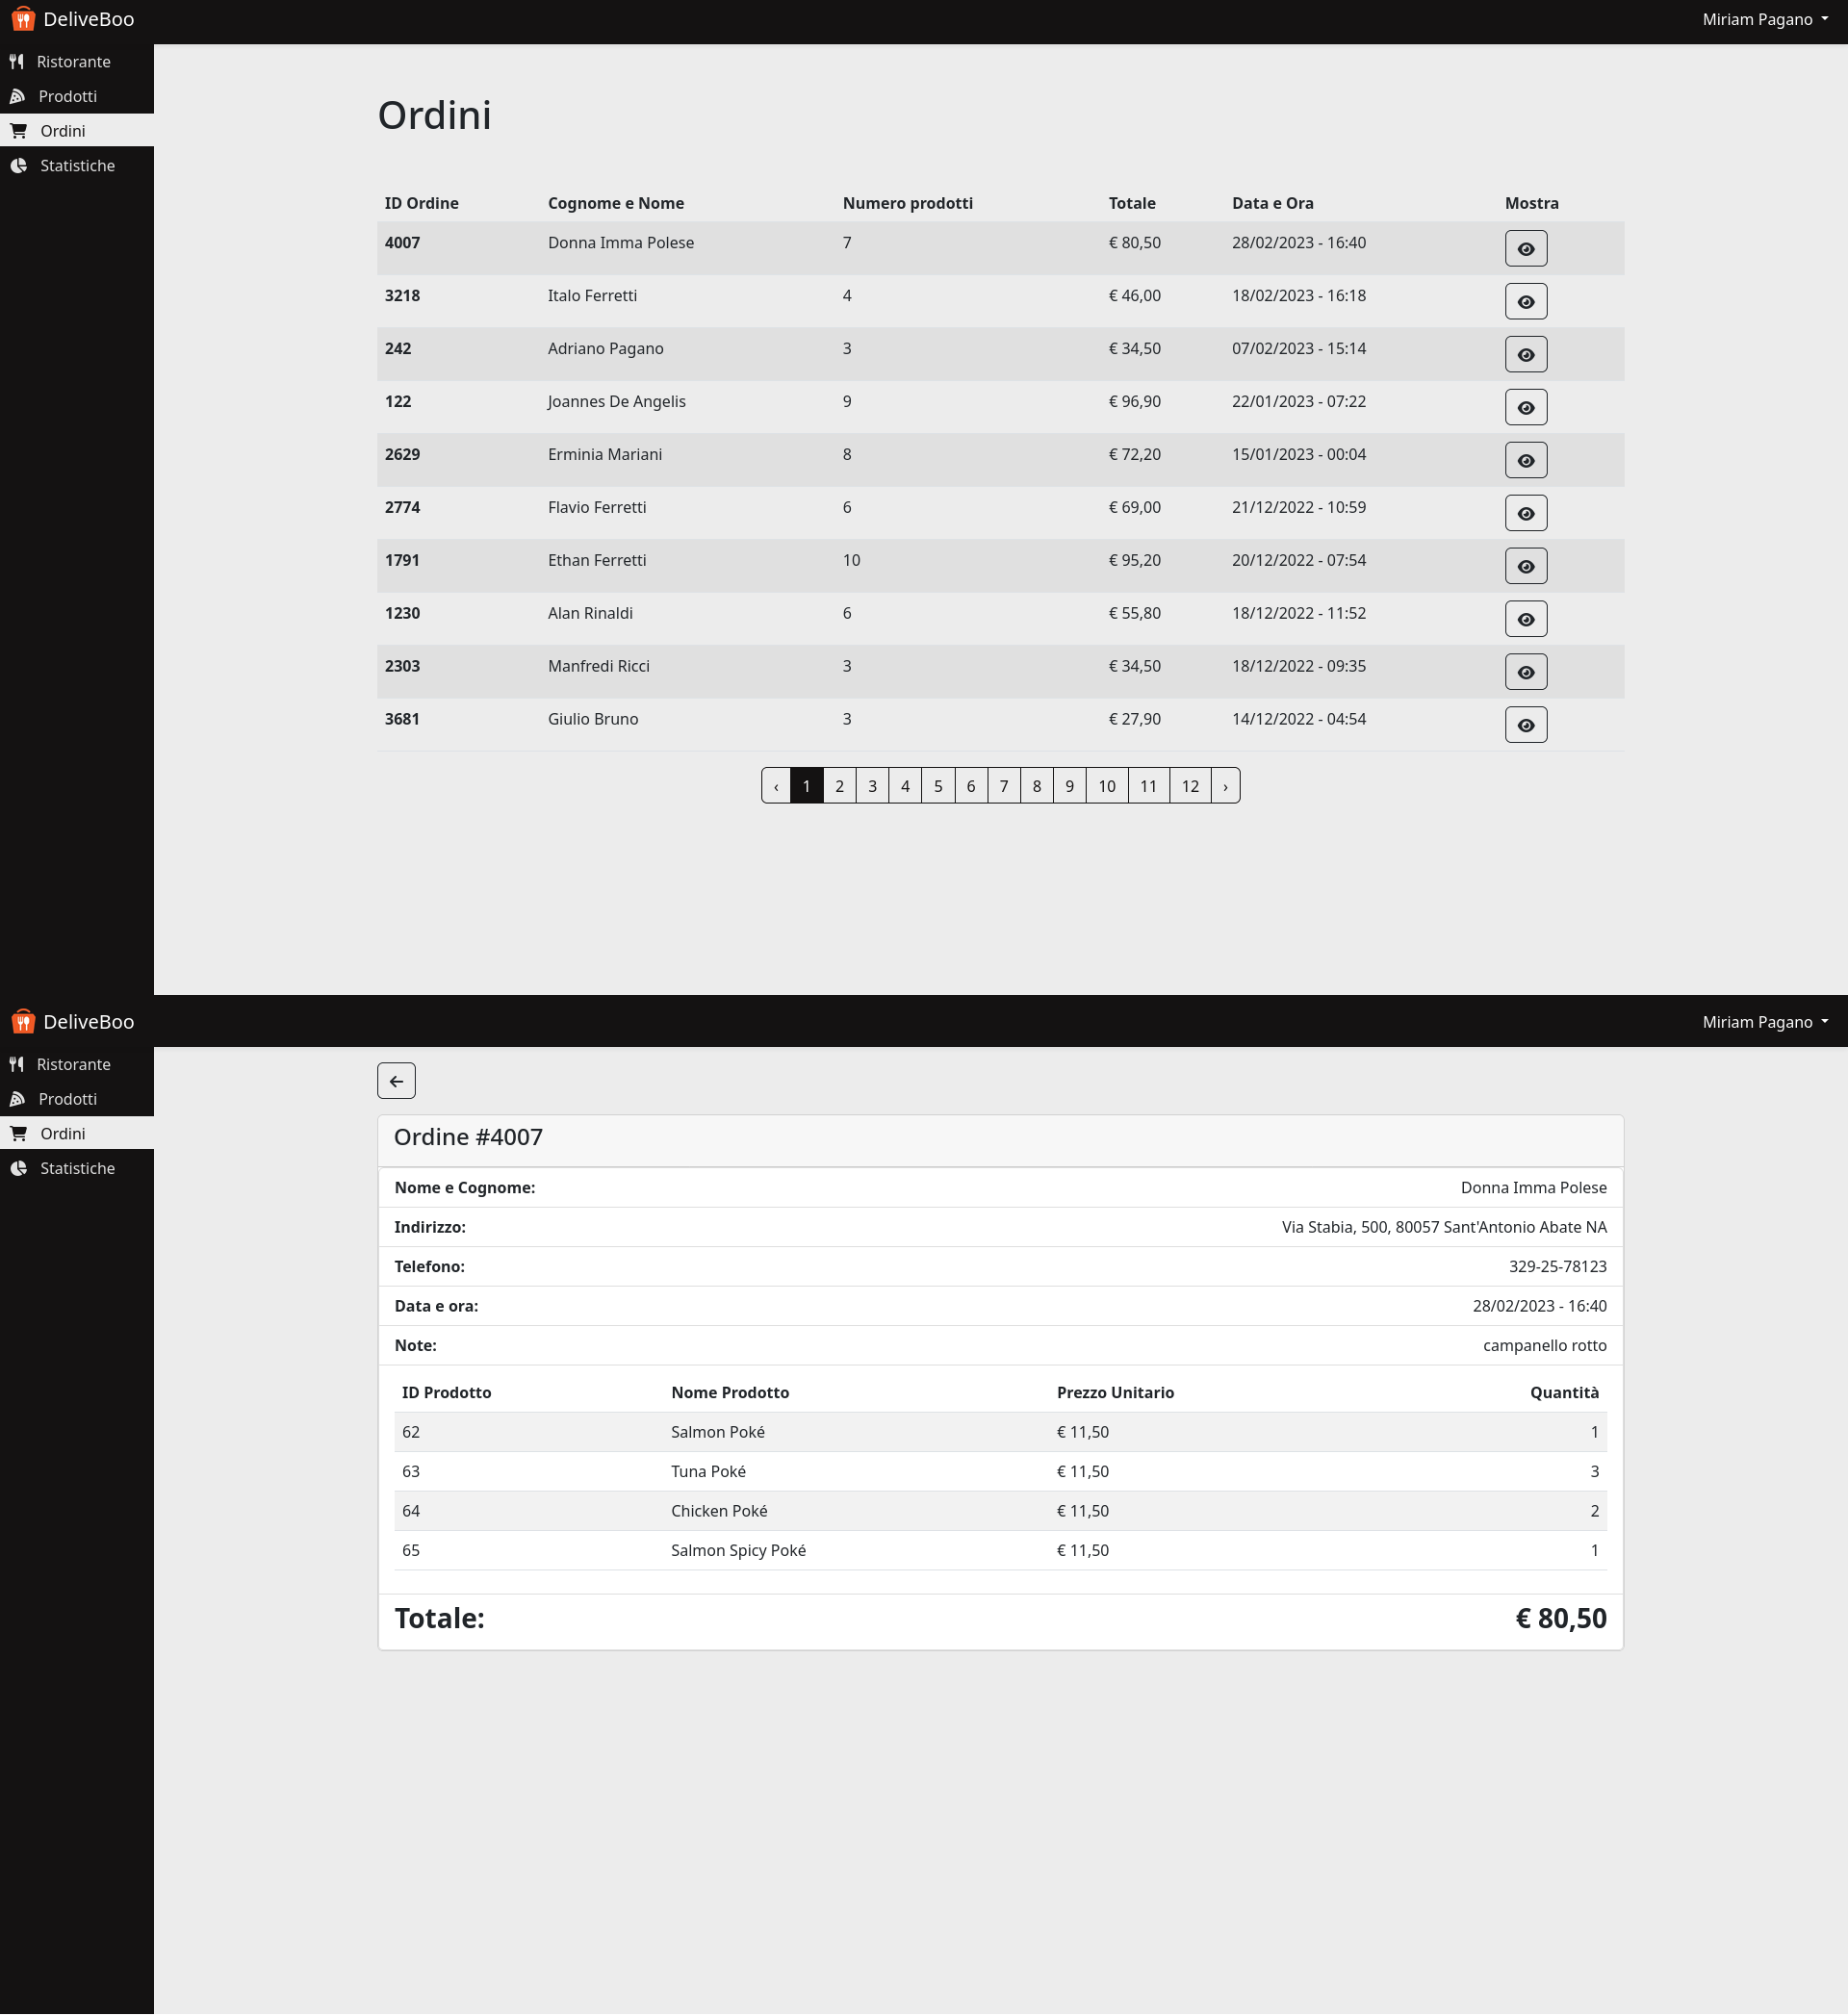 DeliveBoo Miriam Pagano
Ristorante
Prodotti
Ordini
Statistiche
Ordini
ID Ordine Cognome e Nome Numero prodotti Totale Data e Ora Mostra
4007 Donna Imma Polese 7 € 80,50 28/02/2023 - 16:40
3218 Italo Ferretti 4 € 46,00 18/02/2023 - 16:18
242 Adriano Pagano 3 € 34,50 07/02/2023 - 15:14
122 Joannes De Angelis 9 € 96,90 22/01/2023 - 07:22
2629 Erminia Mariani 8 € 72,20 15/01/2023 - 00:04
2774 Flavio Ferretti 6 € 69,00 21/12/2022 - 10:59
1791 Ethan Ferretti 10 € 95,20 20/12/2022 - 07:54
1230 Alan Rinaldi 6 € 55,80 18/12/2022 - 11:52
2303 Manfredi Ricci 3 € 34,50 18/12/2022 - 09:35
3681 Giulio Bruno 3 € 27,90 14/12/2022 - 04:54
‹ 1 2 3 4 5 6 7 8 9 10 11 12 ›
DeliveBoo Miriam Pagano
Ristorante
Prodotti
Ordini
Statistiche
Ordine #4007
Nome e Cognome: Donna Imma Polese
Indirizzo: Via Stabia, 500, 80057 Sant'Antonio Abate NA
Telefono: 329-25-78123
Data e ora: 28/02/2023 - 16:40
Note: campanello rotto
ID Prodotto Nome Prodotto Prezzo Unitario Quantità
62 Salmon Poké € 11,50 1
63 Tuna Poké € 11,50 3
64 Chicken Poké € 11,50 2
65 Salmon Spicy Poké € 11,50 1
Totale: € 80,50